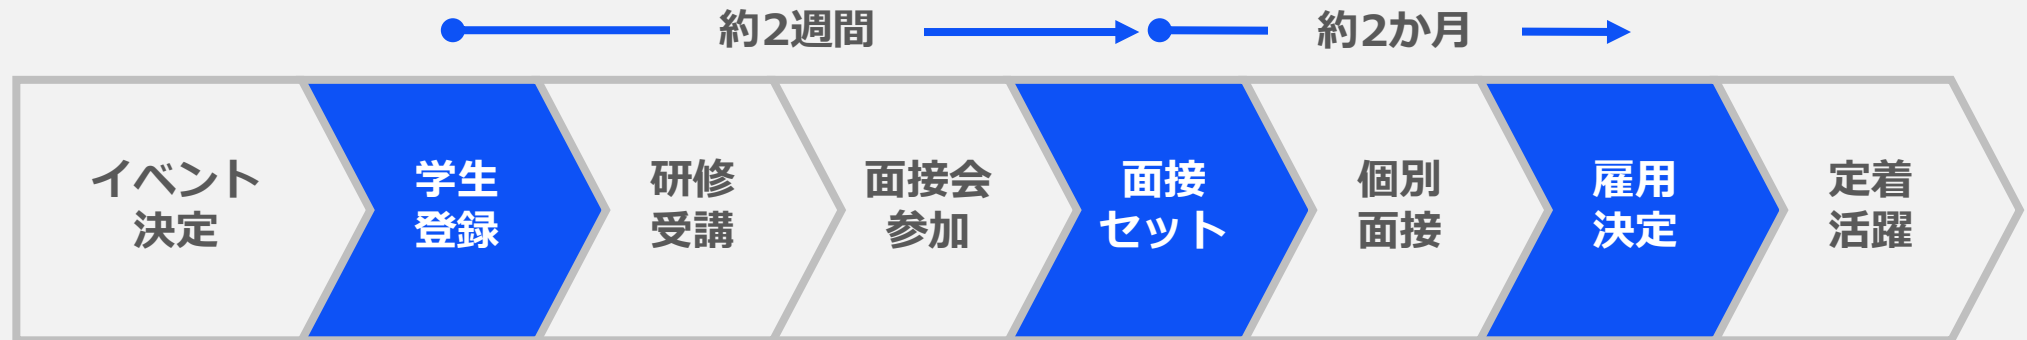 約2週間
約2か月
イベント
決定
学生
登録
研修
受講
面接会
参加
面接
セット
個別
面接
雇用
決定
定着
活躍